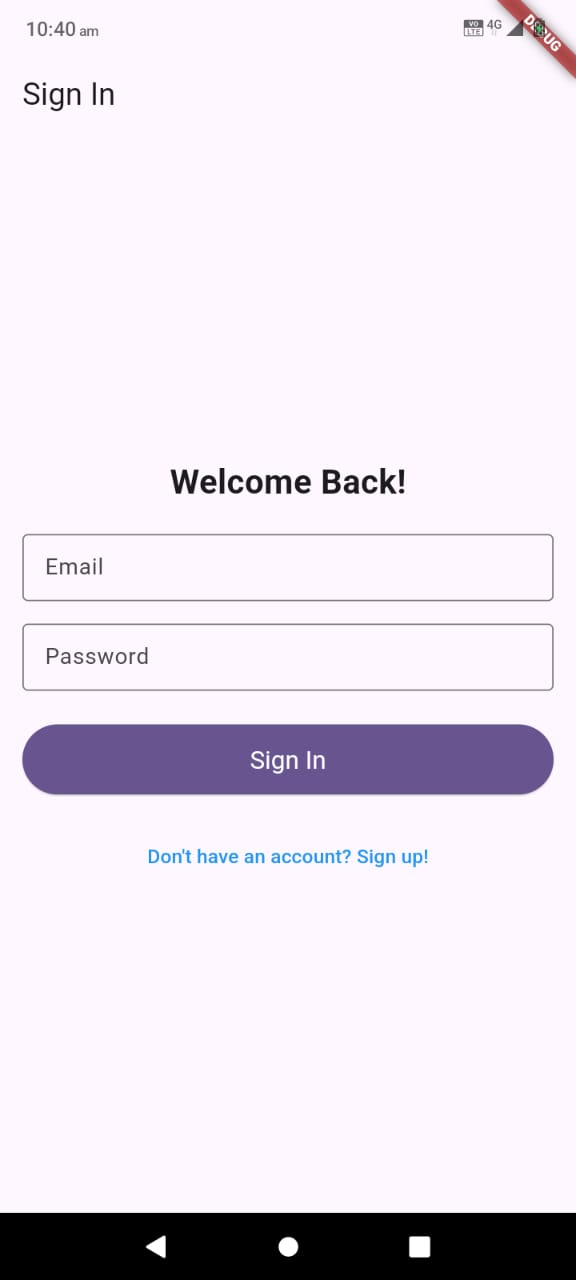 10:40 am
VO LTE 4G
DEBUG
Sign In
Welcome Back!
Email
Password
Sign In
Don't have an account? Sign up!